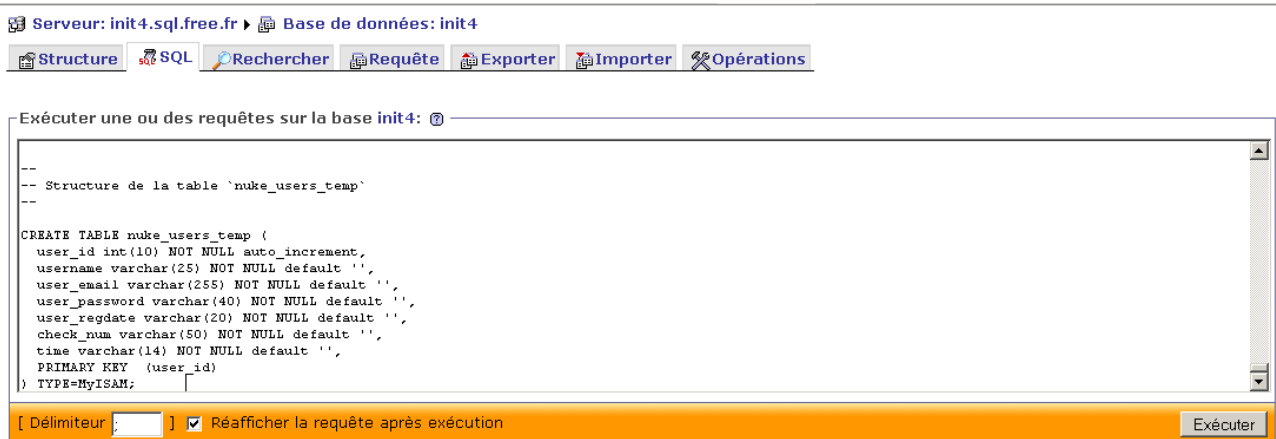 Serveur: init4.sql.free.fr Base de données: init4
Structure SQL Rechercher Requête Exporter Importer Opérations
Exécuter une ou des requêtes sur la base init4:
--
-- Structure de la table `nuke_users_temp`
--
CREATE TABLE nuke_users_temp (
user_id int(10) NOT NULL auto_increment,
username varchar(25) NOT NULL default '',
user_email varchar(255) NOT NULL default '',
user_password varchar(40) NOT NULL default '',
user_regdate varchar(20) NOT NULL default '',
check_num varchar(50) NOT NULL default '',
time varchar(14) NOT NULL default '',
PRIMARY KEY (user_id)
) TYPE=MyISAM;
[ Délimiteur ; ] Réafficher la requête après exécution Exécuter